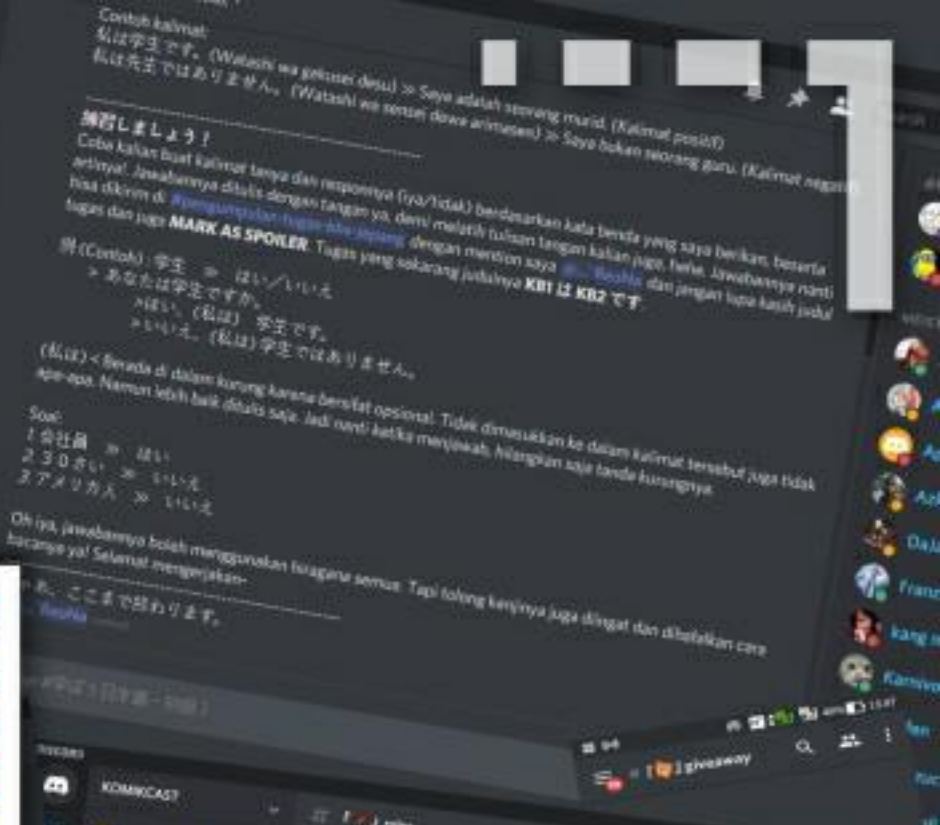 Contoh kalimat:
私は学生です。 (Watashi wa gakusei desu) >> Saya adalah seorang murid. (Kalimat positif)
私は先生ではありません。 (Watashi wa sensei dewa arimasen) >> Saya bukan seorang guru. (Kalimat negatif
練習しましょう!
Coba kalian buat kalimat tanya dan responnya (iya/tidak) berdasarkan kata benda yang saya berikan, beserta
artinya!. Jawabannya ditulis dengan tangan ya, demi melatih tulisan tangan kalian juga, hehe. Jawabannya nanti
bisa dikirim di dengan mention saya dan jangan lupa kasih judul
tugas dan juga MARK AS SPOILER. Tugas yang sekarang judulnya KB1 は KB2 です
例 (Contoh) : 学生 >> はい/いいえ
> あなたは学生ですか。
>はい、(私は) 学生です。
>いいえ、(私は) 学生ではありません。
(私は) < Berada di dalam kurung karena bersifat opsional. Tidak dimasukkan ke dalam kalimat tersebut juga tidak
apa-apa. Namun lebih baik ditulis saja. Jadi nanti ketika menjawab, hilangkan saja tanda kurungnya.
Soal:
1 会社員 >> はい
2 30さい >> いいえ
3 アメリカ人 >> いいえ
Oh iya, jawabannya boleh menggunakan hiragana semua. Tapi tolong kanjinya juga diingat dan dihafalkan cara
bacanya ya! Selamat mengerjakan~
ここまで終わります。
giveaway
KOMIKCAST